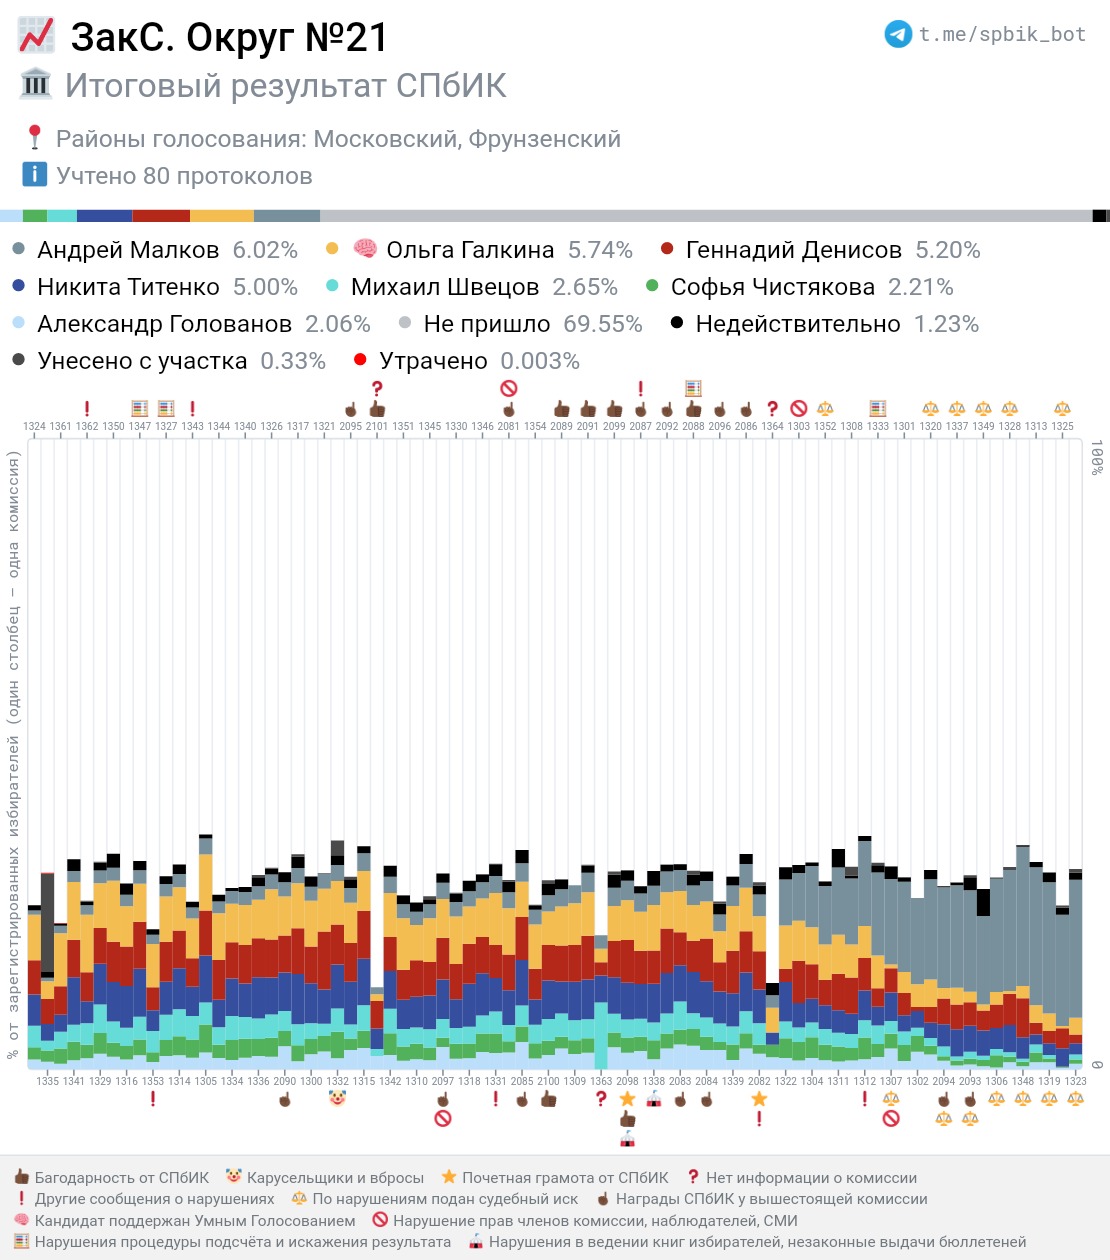 ЗакС. Округ №21
t.me/spbik_bot
Итоговый результат СПбИК
Районы голосования: Московский, Фрунзенский
Учтено 80 протоколов
Андрей Малков 6.02% Ольга Галкина 5.74% Геннадий Денисов 5.20%
Никита Титенко 5.00% Михаил Швецов 2.65% Софья Чистякова 2.21%
Александр Голованов 2.06% Не пришло 69.55% Недействительно 1.23%
Унесено с участка 0.33% Утрачено 0.003%
1324 1361 1362 1350 1347 1327 1343 1344 1340 1326 1317 1321 2095 2101 1351 1345 1330 1346 2081 1354 2089 2091 2099 2087 2092 2088 2096 2086 1364 1303 1352 1308 1333 1301 1320 1337 1349 1328 1313 1325
% от зарегистрированных избирателей (один столбец – одна комиссия)
100%
0
1335 1341 1329 1316 1353 1314 1305 1334 1336 2090 1300 1332 1315 1342 1310 2097 1318 1331 2085 2100 1309 1363 2098 1338 2083 2084 1339 2082 1322 1304 1311 1312 1307 1302 2094 2093 1306 1348 1319 1323
Багодарность от СПбИК Карусельщики и вбросы Почетная грамота от СПбИК Нет информации о комиссии
Другие сообщения о нарушениях По нарушениям подан судебный иск Награды СПбИК у вышестоящей комиссии
Кандидат поддержан Умным Голосованием Нарушение прав членов комиссии, наблюдателей, СМИ
Нарушения процедуры подсчёта и искажения результата Нарушения в ведении книг избирателей, незаконные выдачи бюллетеней